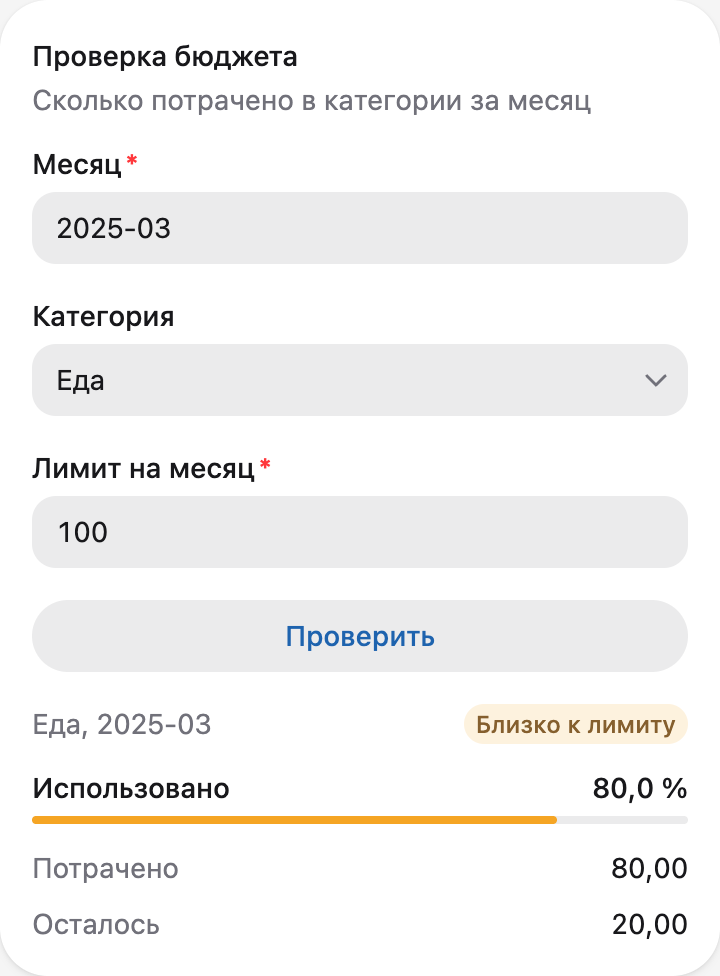 Проверка бюджета
Сколько потрачено в категории за месяц
Месяц*
2025-03
Категория
Еда
Лимит на месяц*
100
Проверить
Еда, 2025-03 Близко к лимиту
Использовано 80,0 %
Потрачено 80,00
Осталось 20,00